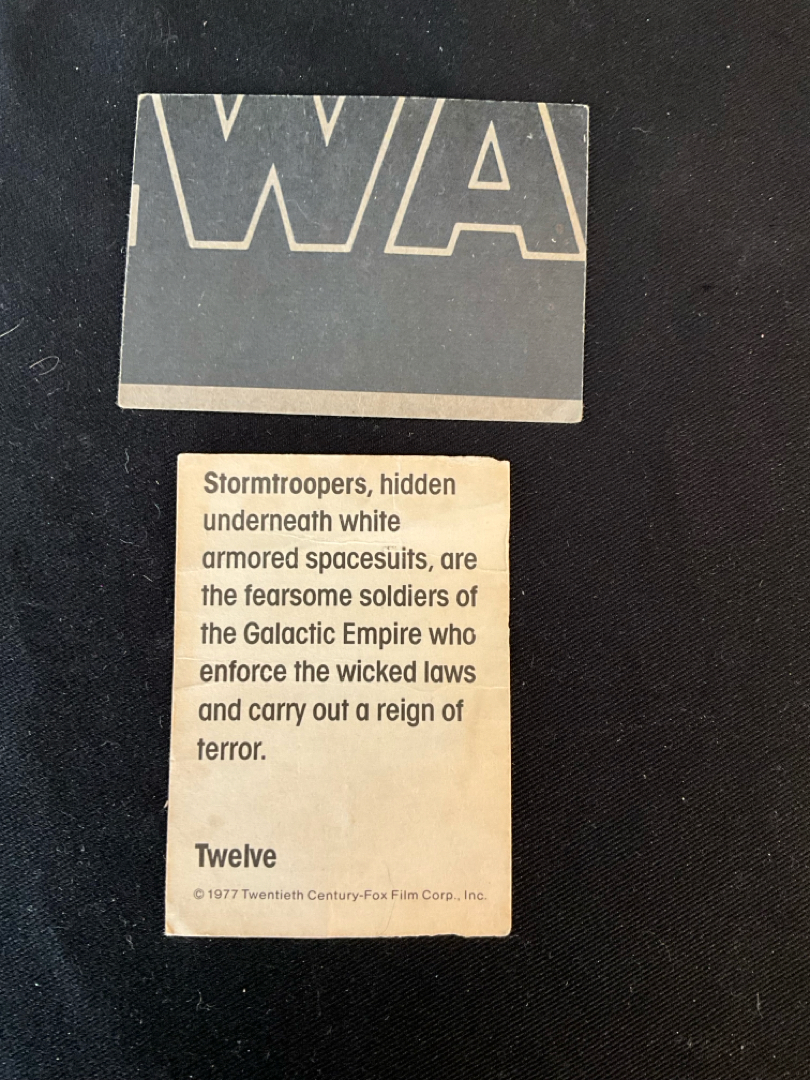 WA
Stormtroopers, hidden
underneath white
armored spacesuits, are
the fearsome soldiers of
the Galactic Empire who
enforce the wicked laws
and carry out a reign of
terror.
Twelve
© 1977 Twentieth Century-Fox Film Corp., Inc.